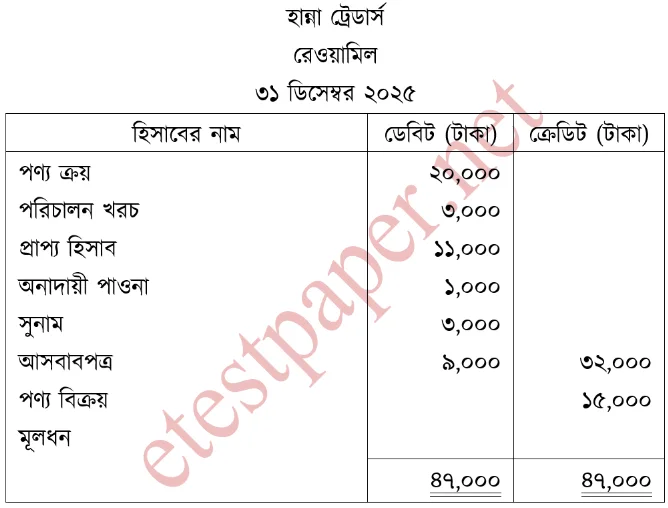 হান্না ট্রেডার্স
রেওয়ামিল
৩১ ডিসেম্বর ২০২৫
হিসাবের নাম ডেবিট (টাকা) ক্রেডিট (টাকা)
পণ্য ক্রয় ২০,০০০
পরিচালন খরচ ৩,০০০
প্রাপ্য হিসাব ১১,০০০
অনাদায়ী পাওনা ১,০০০
সুনাম ৩,০০০
আসবাবপত্র ৯,০০০ ৩২,০০০
পণ্য বিক্রয় ১৫,০০০
মূলধন
৪৭,০০০ ৪৭,০০০
etestpaper.net